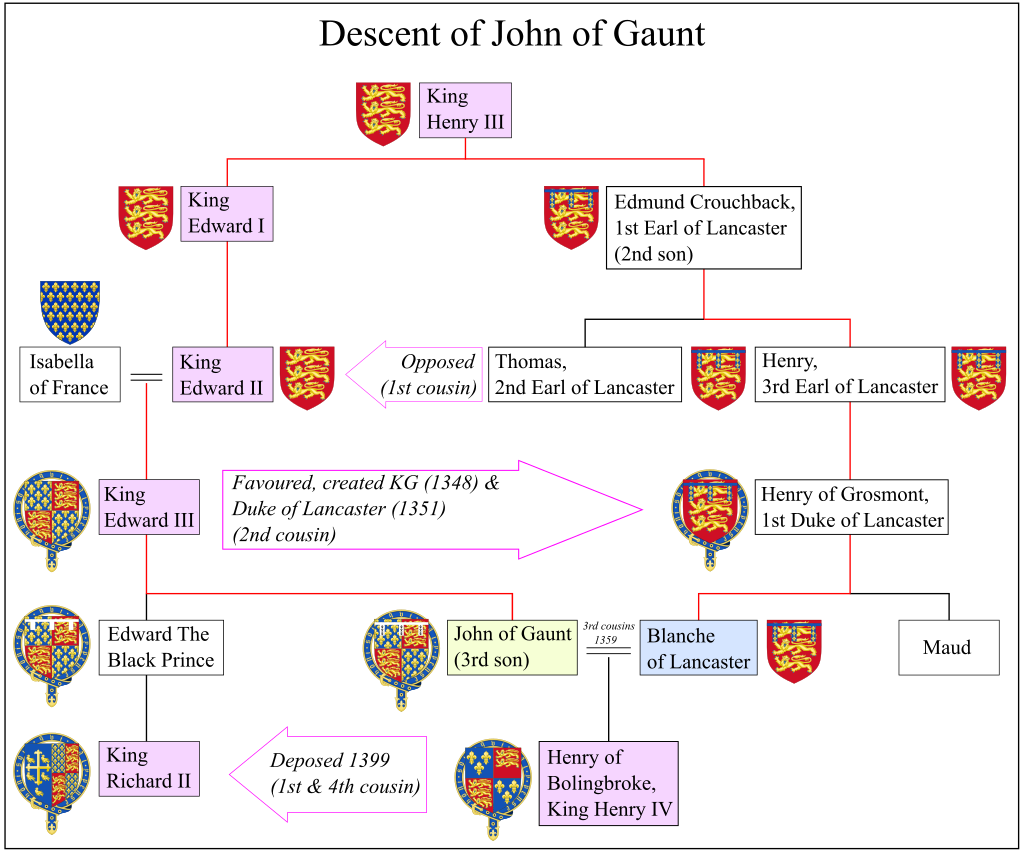 Descent of John of Gaunt
King
Henry III
King
Edward I
Edmund Crouchback,
1st Earl of Lancaster
(2nd son)
Isabella
of France
King
Edward II
Opposed
(1st cousin)
Thomas,
2nd Earl of Lancaster
Henry,
3rd Earl of Lancaster
King
Edward III
Favoured, created KG (1348) &
Duke of Lancaster (1351)
(2nd cousin)
Henry of Grosmont,
1st Duke of Lancaster
Edward The
Black Prince
John of Gaunt
(3rd son)
3rd cousins
1359
Blanche
of Lancaster
Maud
King
Richard II
Deposed 1399
(1st & 4th cousin)
Henry of
Bolingbroke,
King Henry IV